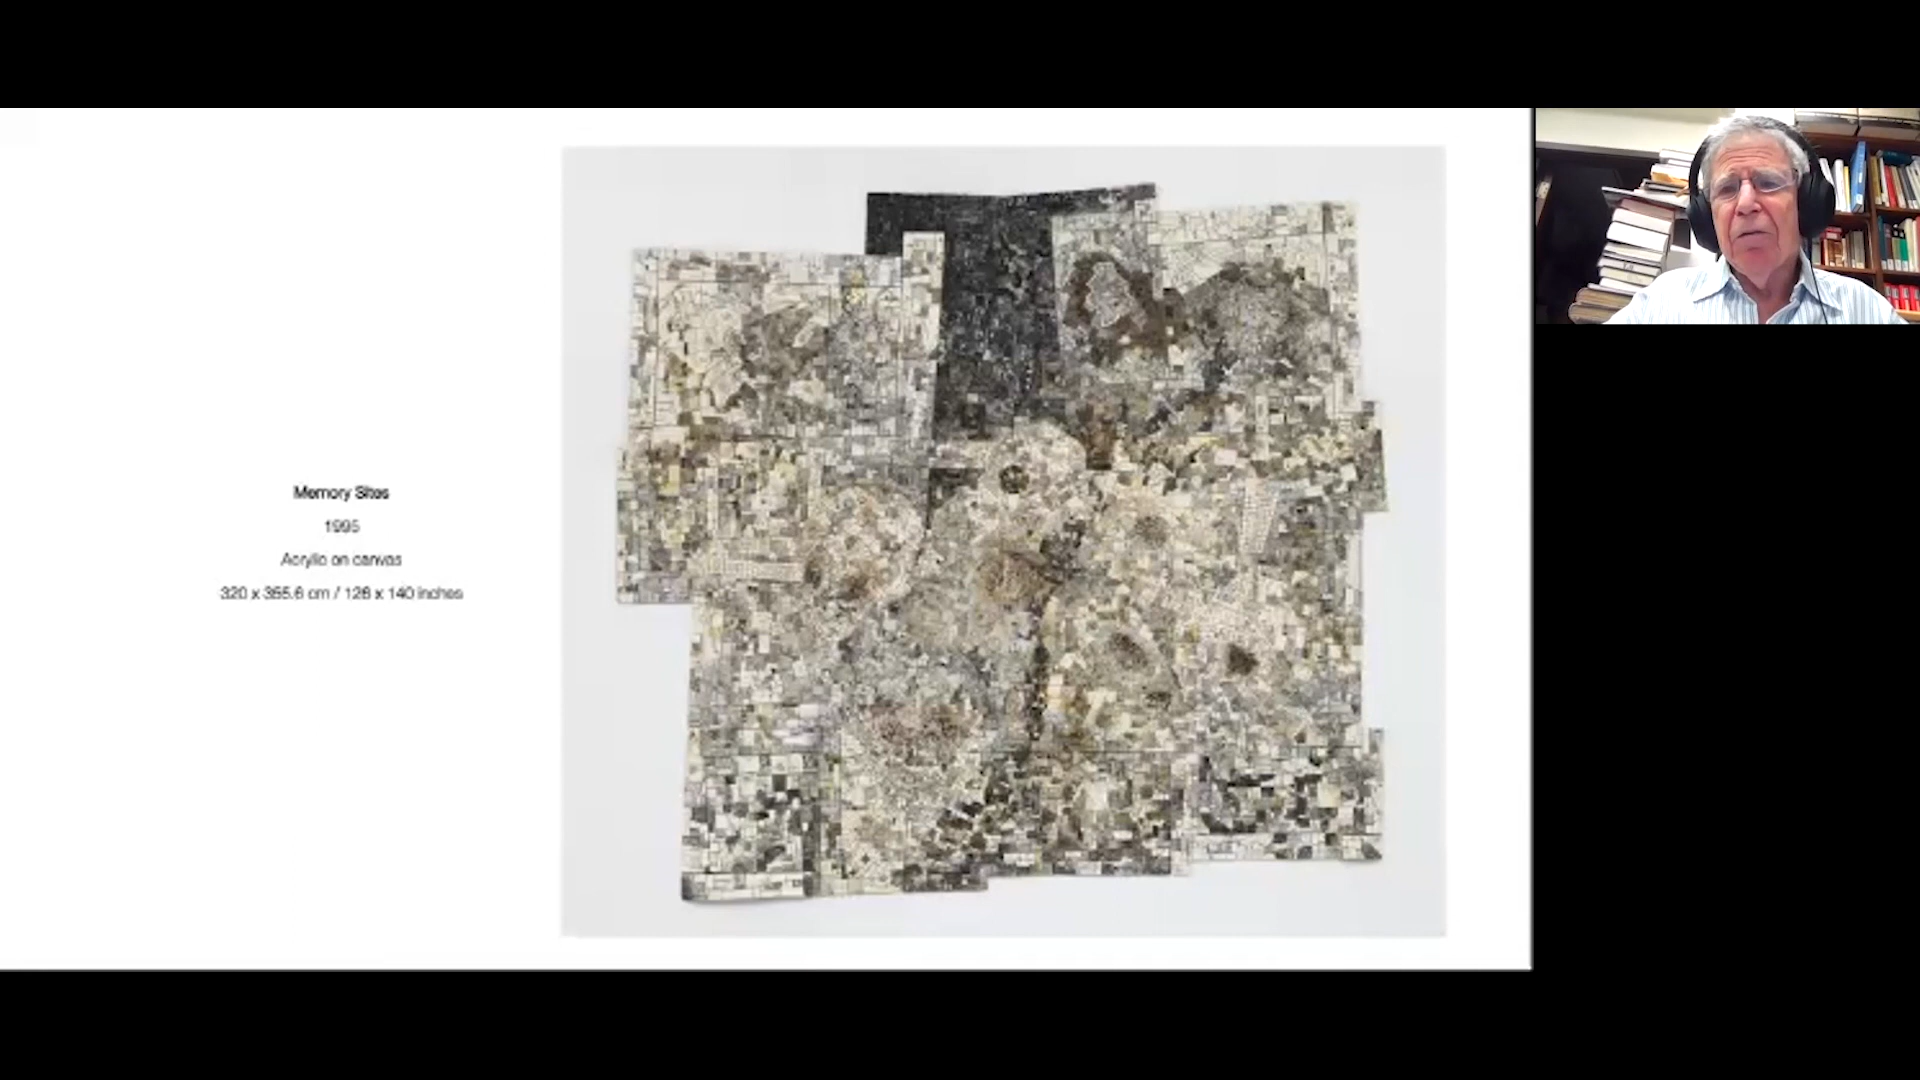 Memory Sites
1995
Acrylic on canvas
320 x 355.6 cm / 126 x 140 inches